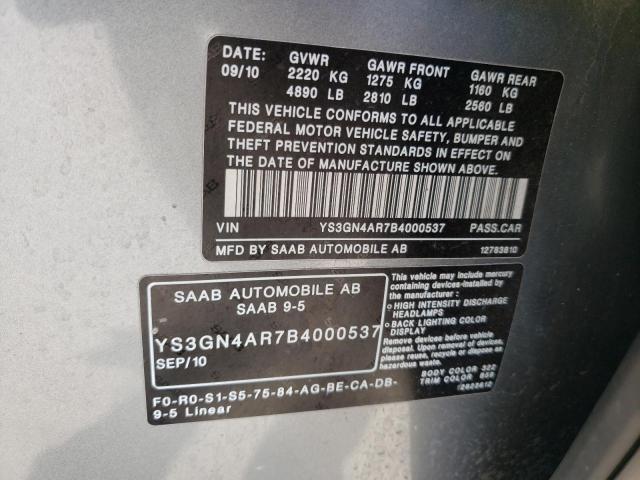 DATE: GVWR GAWR FRONT GAWR REAR
09/10 2220 KG 1275 KG 1160 KG
4890 LB 2810 LB 2560 LB
THIS VEHICLE CONFORMS TO ALL APPLICABLE
FEDERAL MOTOR VEHICLE SAFETY, BUMPER AND
THEFT PREVENTION STANDARDS IN EFFECT ON
THE DATE OF MANUFACTURE SHOWN ABOVE.
VIN YS3GN4AR7B4000537 PASS.CAR
MFD BY SAAB AUTOMOBILE AB 12783810
SAAB AUTOMOBILE AB
SAAB 9-5
YS3GN4AR7B4000537
SEP/10
F0-R0-S1-S5-75-84-AG-BE-CA-DB-
9-5 Linear
This vehicle may include mercury
containing devices-installed by
the manufacturer :
• HIGH INTENSITY DISCHARGE
HEADLAMPS
• BACK LIGHTING COLOR
DISPLAY
Remove devices before vehicle
disposal. Upon removal of devices
please reuse, recycle or dispose as
hazardous waste.
BODY COLOR 322
TRIM COLOR